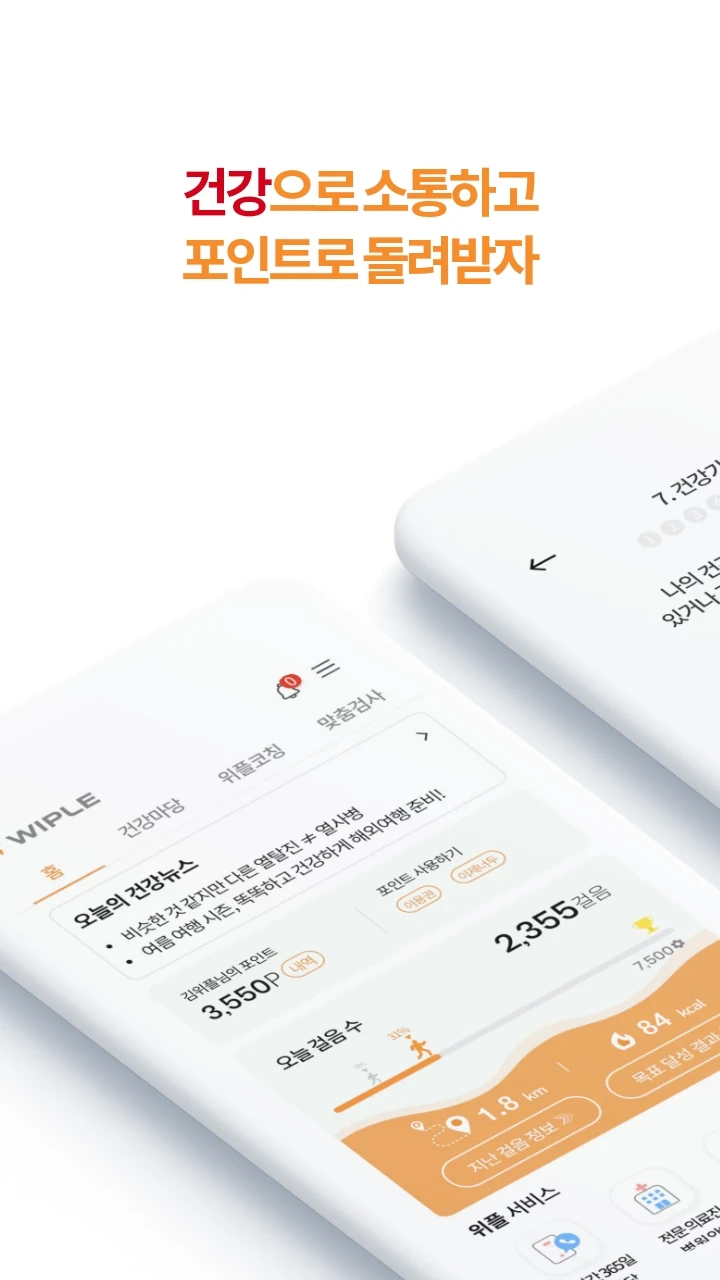 건강으로 소통하고
포인트로 돌려받자
7. 건강기
1 2 3
나의 건
있거나
0
WIPLE
홈 건강마당 위플코칭 맞춤검사
오늘의 건강뉴스
• 비슷한 것 같지만 다른 열탈진 ≠ 열사병
• 여름 여행 시즌, 똑똑하고 건강하게 해외여행 준비!
김위플님의 포인트
3,550P 내역
포인트 사용하기
이용권 이제너두
오늘 걸음 수
2,355걸음
31%
7,500
1.8 km
84 kcal
지난 걸음 정보
목표 달성 결과
위플 서비스
365일
전문의료진